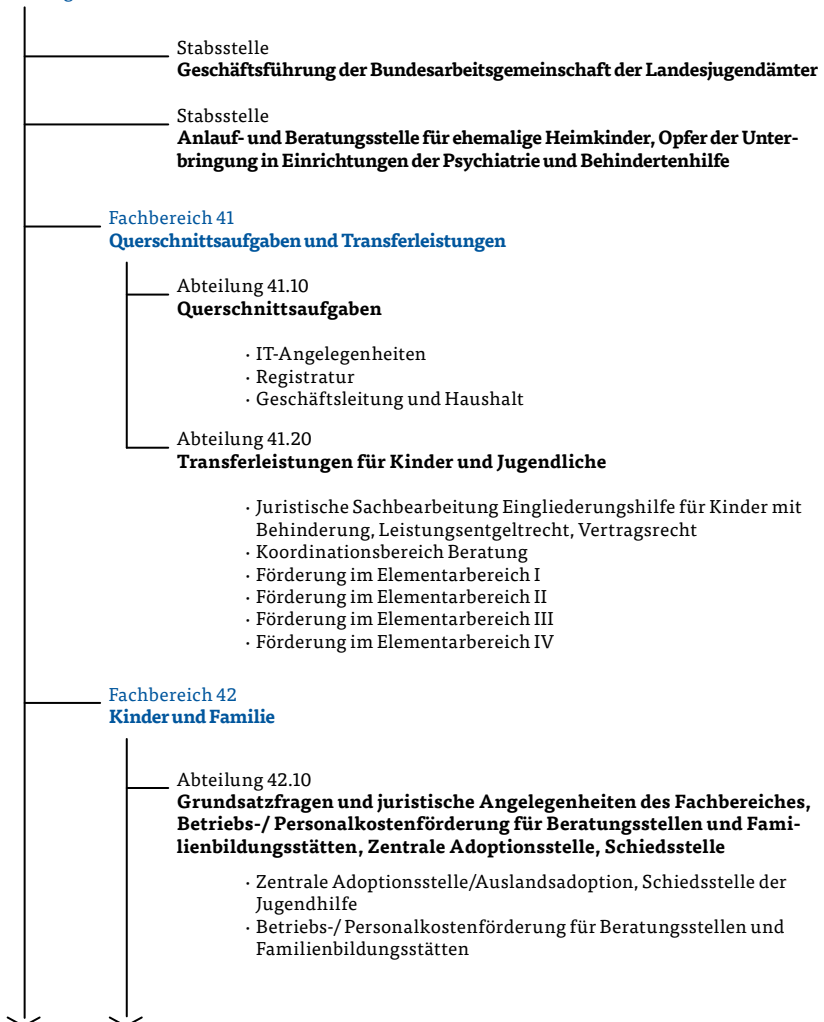 Stabsstelle
Geschäftsführung der Bundesarbeitsgemeinschaft der Landesjugendämter
Stabsstelle
Anlauf- und Beratungsstelle für ehemalige Heimkinder, Opfer der Unter-
bringung in Einrichtungen der Psychiatrie und Behindertenhilfe
Fachbereich 41
Querschnittsaufgaben und Transferleistungen
Abteilung 41.10
Querschnittsaufgaben
· IT-Angelegenheiten
· Registratur
· Geschäftsleitung und Haushalt
Abteilung 41.20
Transferleistungen für Kinder und Jugendliche
· Juristische Sachbearbeitung Eingliederungshilfe für Kinder mit
Behinderung, Leistungsentgeltrecht, Vertragsrecht
· Koordinationsbereich Beratung
· Förderung im Elementarbereich I
· Förderung im Elementarbereich II
· Förderung im Elementarbereich III
· Förderung im Elementarbereich IV
Fachbereich 42
Kinder und Familie
Abteilung 42.10
Grundsatzfragen und juristische Angelegenheiten des Fachbereiches,
Betriebs-/ Personalkostenförderung für Beratungsstellen und Fami-
lienbildungsstätten, Zentrale Adoptionsstelle, Schiedsstelle
· Zentrale Adoptionsstelle/Auslandsadoption, Schiedsstelle der
Jugendhilfe
· Betriebs-/ Personalkostenförderung für Beratungsstellen und
Familienbildungsstätten